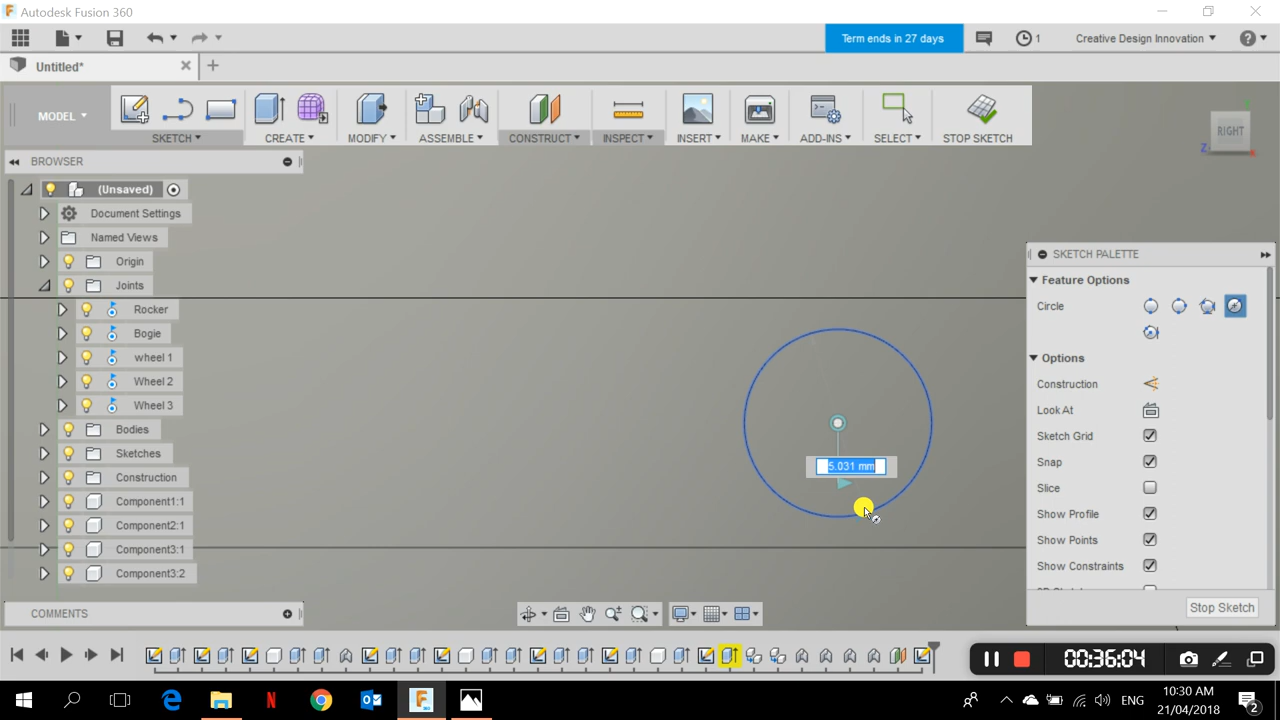 Autodesk Fusion 360
Term ends in 27 days
1
Creative Design Innovation
Untitled*
MODEL
SKETCH
CREATE
MODIFY
ASSEMBLE
CONSTRUCT
INSPECT
INSERT
MAKE
ADD-INS
SELECT
STOP SKETCH
RIGHT
Z
BROWSER
(Unsaved)
Document Settings
Named Views
Origin
Joints
Rocker
Bogie
wheel 1
Wheel 2
Wheel 3
Bodies
Sketches
Construction
Component1:1
Component2:1
Component3:1
Component3:2
5.031 mm
SKETCH PALETTE
Feature Options
Circle
Options
Construction
Look At
Sketch Grid
Snap
Slice
Show Profile
Show Points
Show Constraints
Stop Sketch
COMMENTS
00:36:04
ENG
10:30 AM
21/04/2018
2